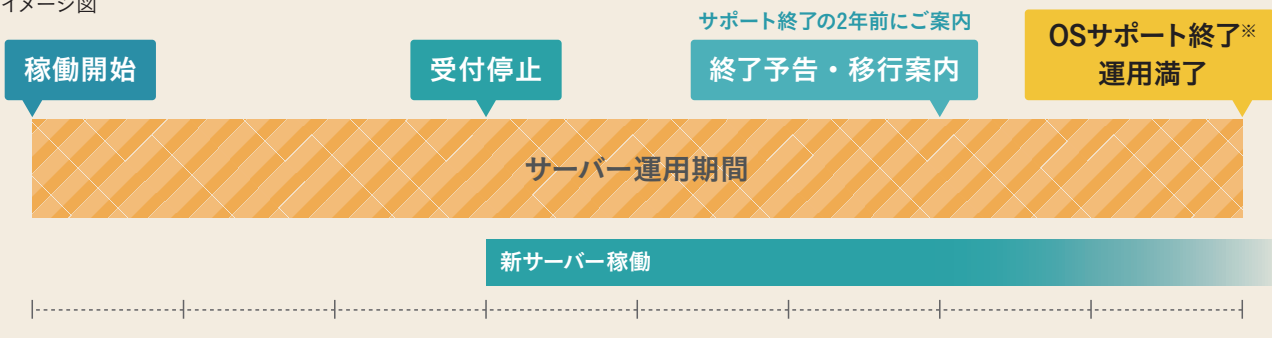 イメージ図
サポート終了の2年前にご案内
稼働開始
受付停止
終了予告・移行案内
OSサポート終了※
運用満了
サーバー運用期間
新サーバー稼働